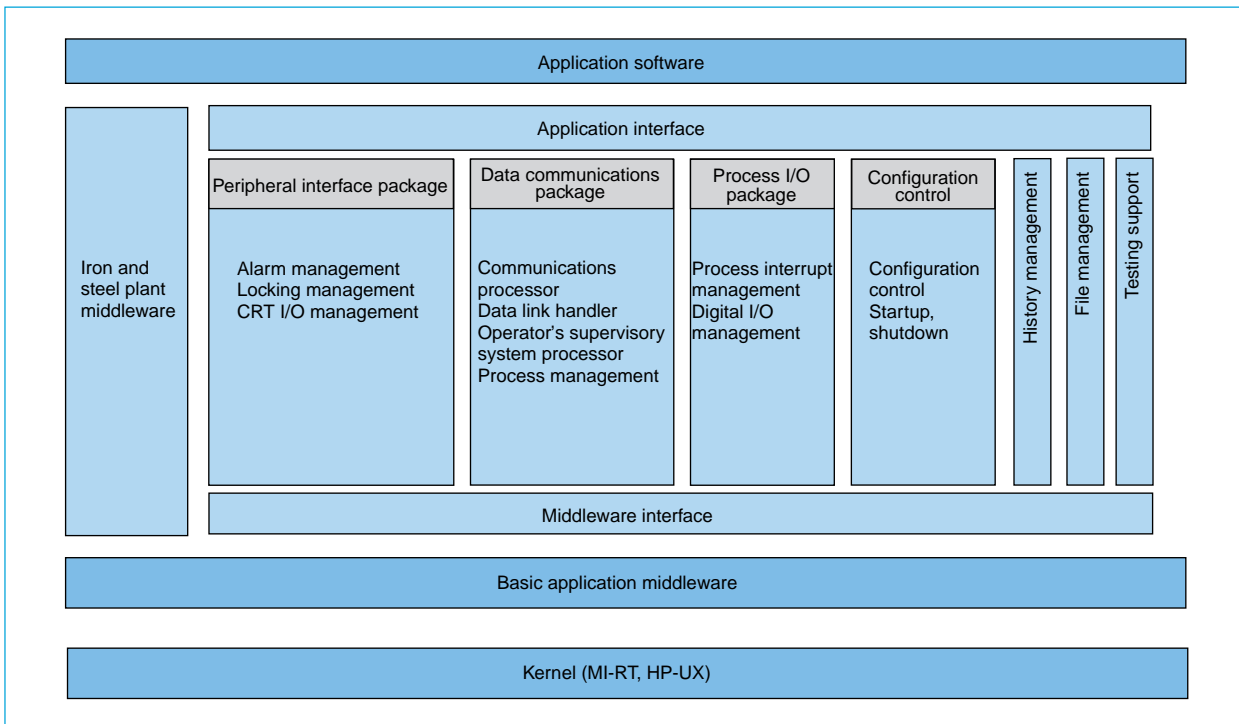 Application software
Application interface
Peripheral interface package
Data communications
package
Process I/O
package
Configuration
control
Iron and
steel plant
middleware
Alarm management
Locking management
CRT I/O management
Communications
processor
Data link handler
Operator's supervisory
system processor
Process management
Process interrupt
management
Digital I/O
management
Configuration
control
Startup,
shutdown
History management
File management
Testing support
Middleware interface
Basic application middleware
Kernel (MI-RT, HP-UX)